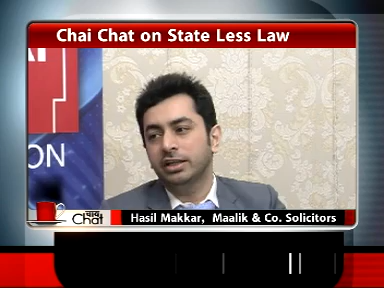 Chai Chat on State Less Law
ON
चाय
Chat
Hasil Makkar, Maalik & Co. Solicitors